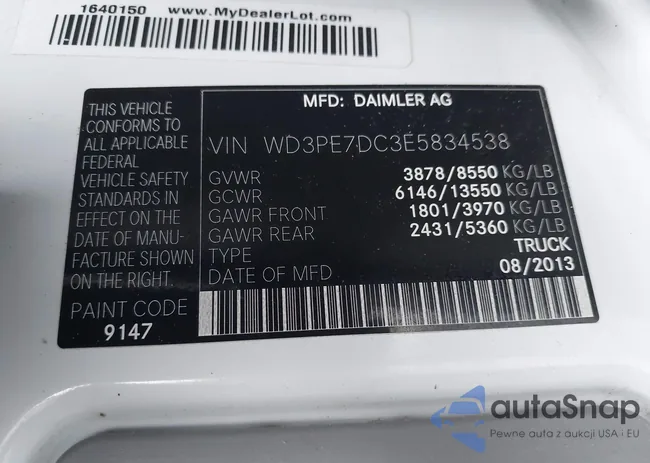 1640150 www.MyDealerLot.com
MFD: DAIMLER AG
THIS VEHICLE
CONFORMS TO
ALL APPLICABLE
FEDERAL
VEHICLE SAFETY
STANDARDS IN
EFFECT ON THE
DATE OF MANU-
FACTURE SHOWN
ON THE RIGHT.
PAINT CODE
9147
VIN WD3PE7DC3E5834538
GVWR 3878/8550 KG/LB
GCWR 6146/13550 KG/LB
GAWR FRONT 1801/3970 KG/LB
GAWR REAR 2431/5360 KG/LB
TYPE TRUCK
DATE OF MFD 08/2013
autaSnap
Pewne auta z aukcji USA i EU